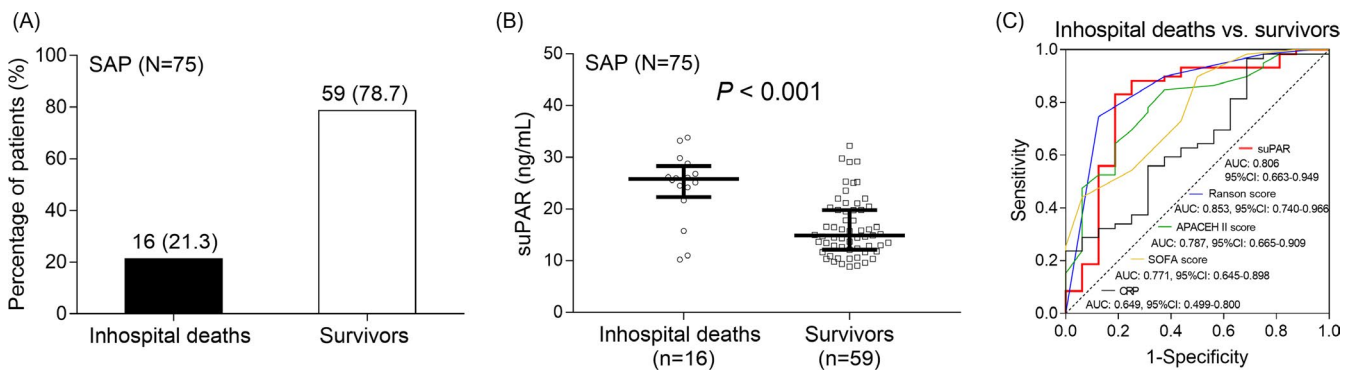 (A)
SAP (N=75)
Percentage of patients (%)
100
80
60
40
20
0
16 (21.3)
59 (78.7)
Inhospital deaths
Survivors
(B)
SAP (N=75)
P < 0.001
suPAR (ng/mL)
50
40
30
20
10
0
Inhospital deaths
(n=16)
Survivors
(n=59)
(C)
Inhospital deaths vs. survivors
Sensitivity
1.0
0.8
0.6
0.4
0.2
0.0
suPAR
AUC: 0.806
95%CI: 0.663-0.949
Ranson score
AUC: 0.853, 95%CI: 0.740-0.966
APACEH II score
AUC: 0.787, 95%CI: 0.665-0.909
SOFA score
AUC: 0.771, 95%CI: 0.645-0.898
CRP
AUC: 0.649, 95%CI: 0.499-0.800
0.0 0.2 0.4 0.6 0.8 1.0
1-Specificity